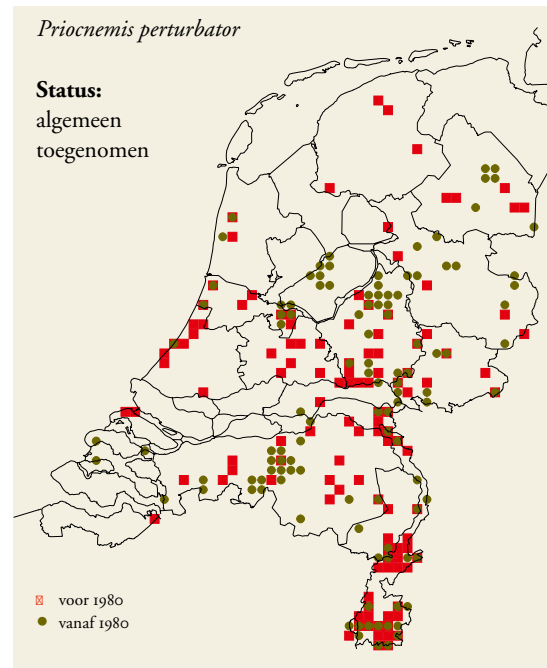 Priocnemis perturbator
Status:
algemeen
toegenomen
voor 1980
vanaf 1980